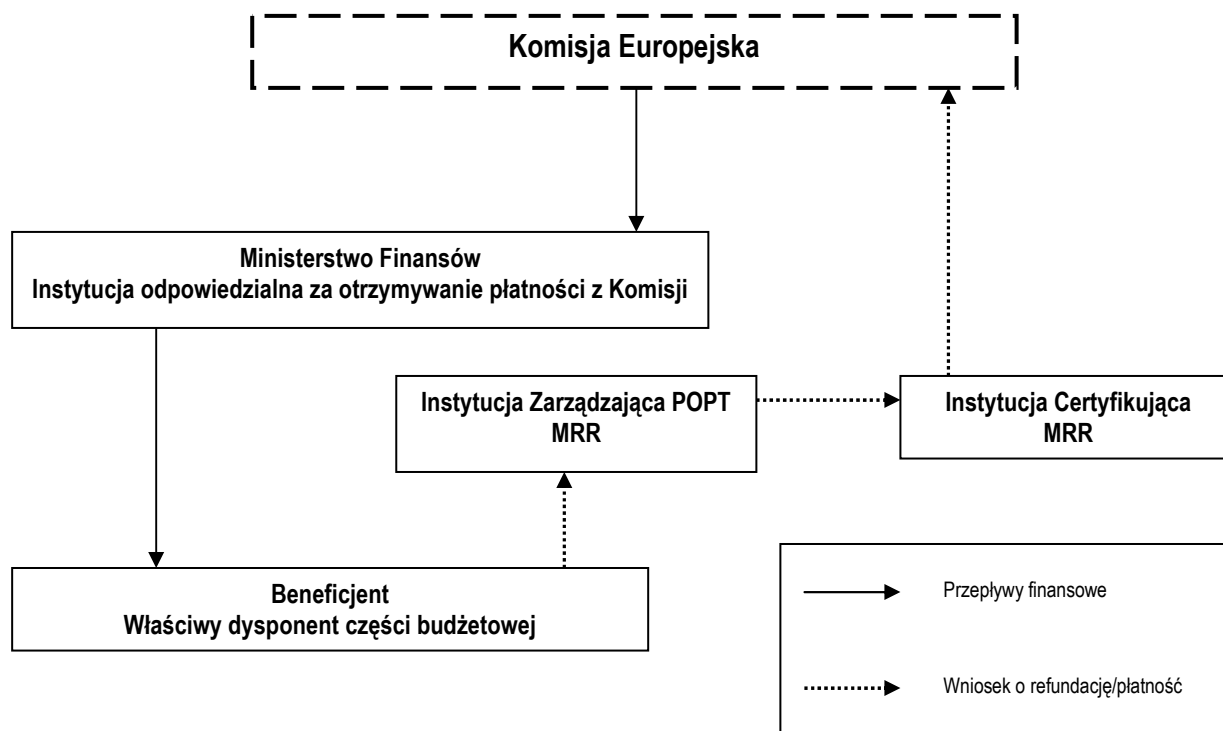 Komisja Europejska
Ministerstwo Finansów
Instytucja odpowiedzialna za otrzymywanie płatności z Komisji
Instytucja Zarządzająca POPT
MRR
Instytucja Certyfikująca
MRR
Beneficjent
Właściwy dysponent części budżetowej
Przepływy finansowe
Wniosek o refundację/płatność